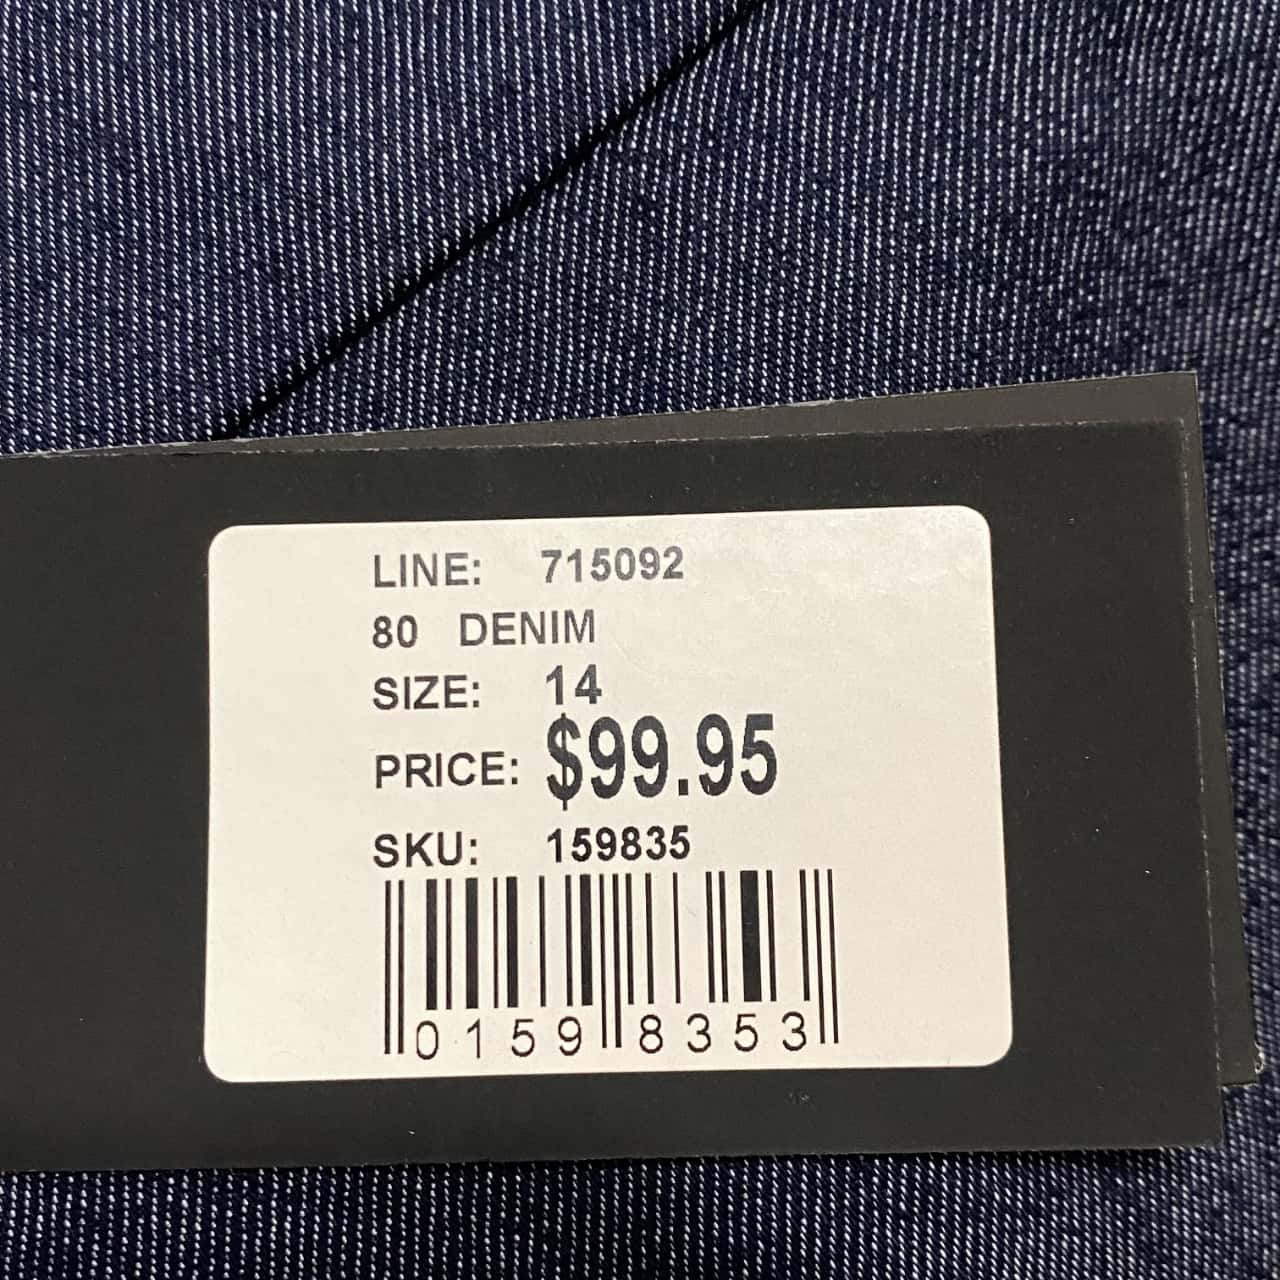 LINE: 715092
80 DENIM
SIZE: 14
PRICE: $99.95
SKU: 159835
0159 8353